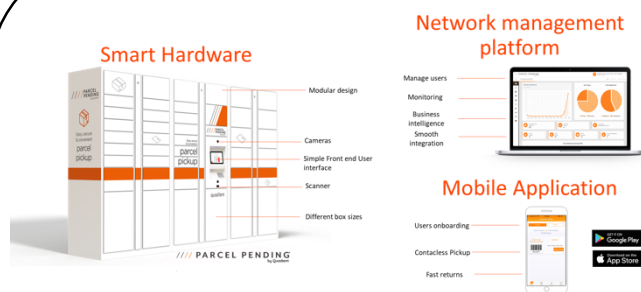 Smart Hardware
//// PARCEL
PENDING
parcel
pickup
parcel
pickup
quadient
Modular design
Cameras
Simple Front end User
interface
Scanner
Different box sizes
//// PARCEL PENDING
by Quadient
Network management
platform
Manage users
Monitoring
Business
intelligence
Smooth
integration
Mobile Application
Users onboarding
Contacless Pickup
Fast returns
GET IT ON
Google Play
Download on the
App Store